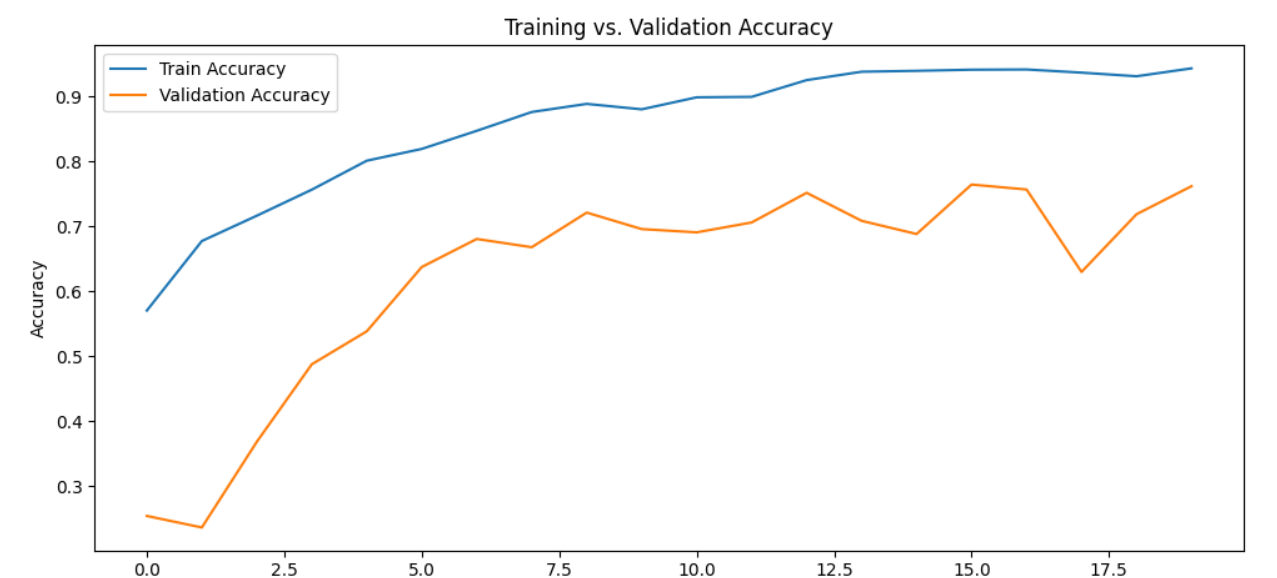 Training vs. Validation Accuracy
Train Accuracy
Validation Accuracy
0.9
0.8
0.7
0.6
0.5
0.4
0.3
Accuracy
0.0 2.5 5.0 7.5 10.0 12.5 15.0 17.5